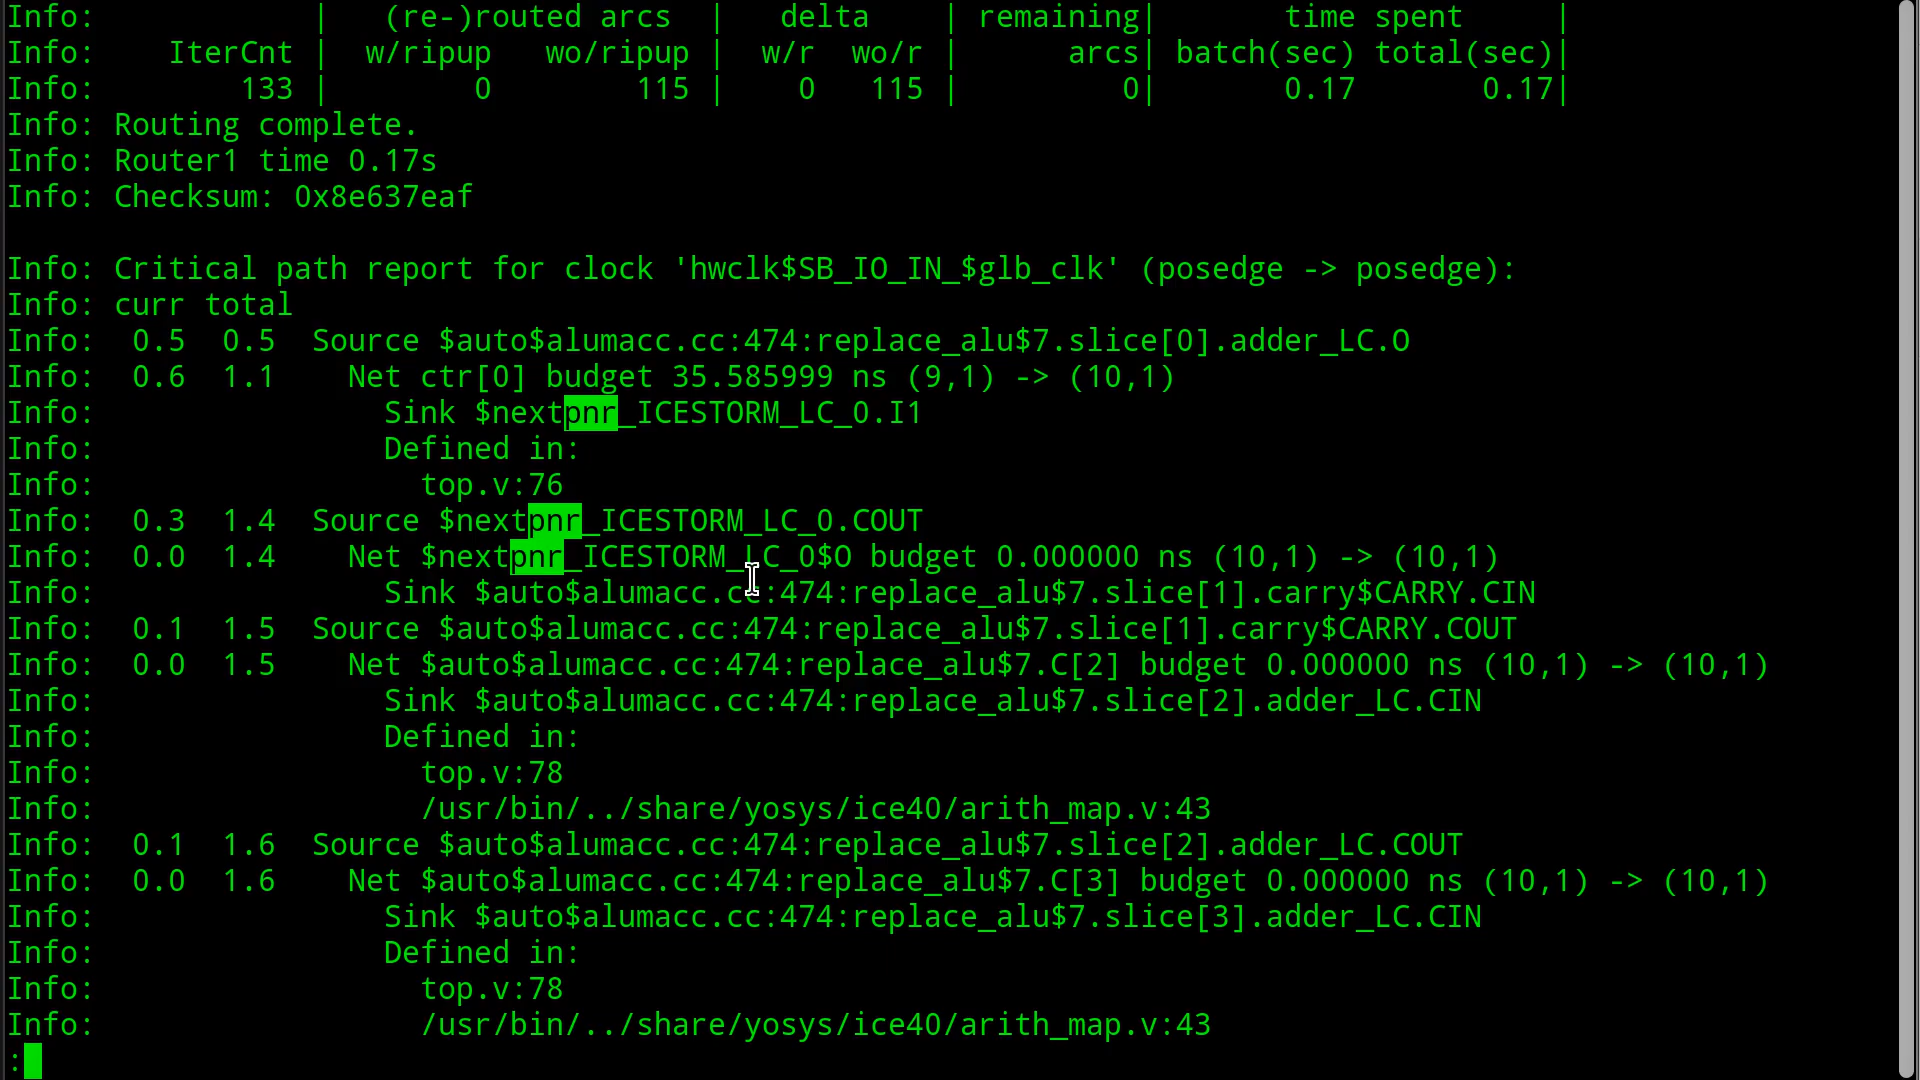 Info:             |   (re-)routed arcs  |   delta    | remaining|       time spent     |
Info:    IterCnt |  w/ripup   wo/ripup |  w/r  wo/r |      arcs| batch(sec) total(sec)|
Info:        133 |        0        115 |    0   115 |         0|       0.17       0.17|
Info: Routing complete.
Info: Router1 time 0.17s
Info: Checksum: 0x8e637eaf

Info: Critical path report for clock 'hwclk$SB_IO_IN_$glb_clk' (posedge -> posedge):
Info: curr total
Info:  0.5  0.5  Source $auto$alumacc.cc:474:replace_alu$7.slice[0].adder_LC.O
Info:  0.6  1.1    Net ctr[0] budget 35.585999 ns (9,1) -> (10,1)
Info:                Sink $nextpnr_ICESTORM_LC_0.I1
Info:                Defined in:
Info:                  top.v:76
Info:  0.3  1.4  Source $nextpnr_ICESTORM_LC_0.COUT
Info:  0.0  1.4    Net $nextpnr_ICESTORM_LC_0$O budget 0.000000 ns (10,1) -> (10,1)
Info:                Sink $auto$alumacc.cc:474:replace_alu$7.slice[1].carry$CARRY.CIN
Info:  0.1  1.5  Source $auto$alumacc.cc:474:replace_alu$7.slice[1].carry$CARRY.COUT
Info:  0.0  1.5    Net $auto$alumacc.cc:474:replace_alu$7.C[2] budget 0.000000 ns (10,1) -> (10,1)
Info:                Sink $auto$alumacc.cc:474:replace_alu$7.slice[2].adder_LC.CIN
Info:                Defined in:
Info:                  top.v:78
Info:                  /usr/bin/../share/yosys/ice40/arith_map.v:43
Info:  0.1  1.6  Source $auto$alumacc.cc:474:replace_alu$7.slice[2].adder_LC.COUT
Info:  0.0  1.6    Net $auto$alumacc.cc:474:replace_alu$7.C[3] budget 0.000000 ns (10,1) -> (10,1)
Info:                Sink $auto$alumacc.cc:474:replace_alu$7.slice[3].adder_LC.CIN
Info:                Defined in:
Info:                  top.v:78
Info:                  /usr/bin/../share/yosys/ice40/arith_map.v:43
: